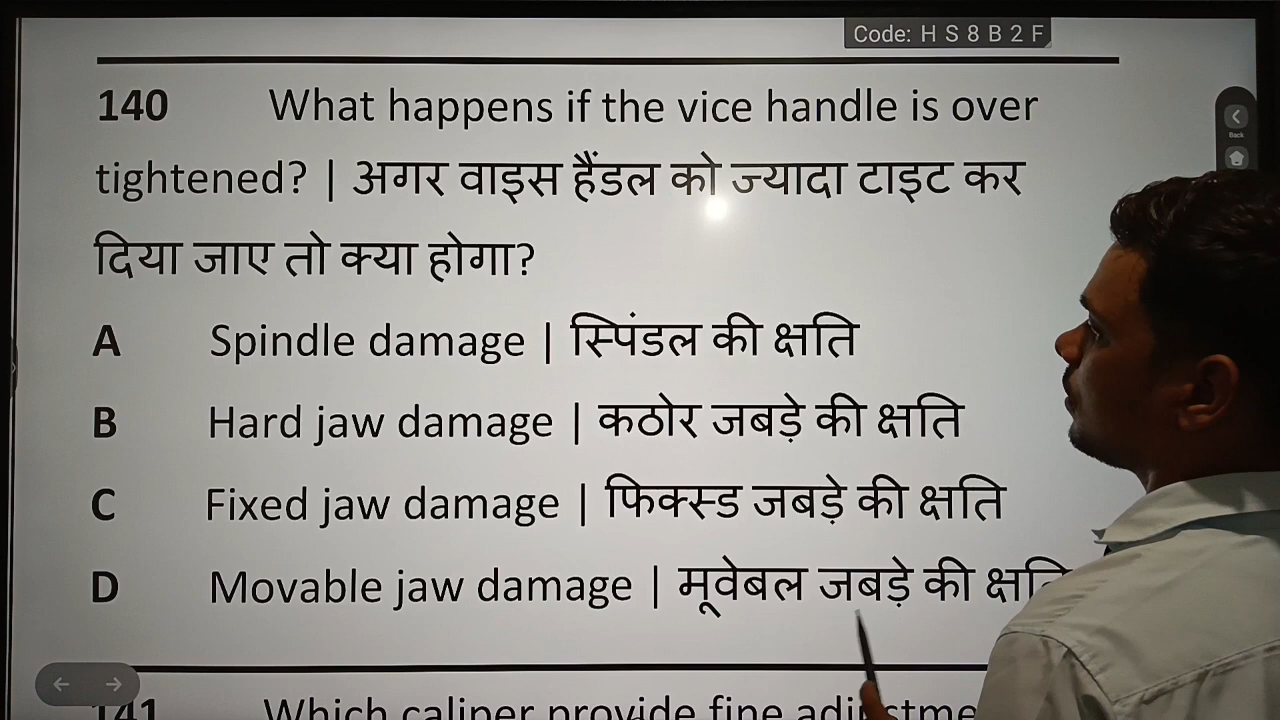 Code: H S 8 B 2 F
140 What happens if the vice handle is over
tightened? | अगर वाइस हैंडल को ज्यादा टाइट कर
दिया जाए तो क्या होगा?
A Spindle damage | स्पिंडल की क्षति
B Hard jaw damage | कठोर जबड़े की क्षति
C Fixed jaw damage | फिक्स्ड जबड़े की क्षति
D Movable jaw damage | मूवेबल जबड़े की
141 Which caliper provide fine
Back